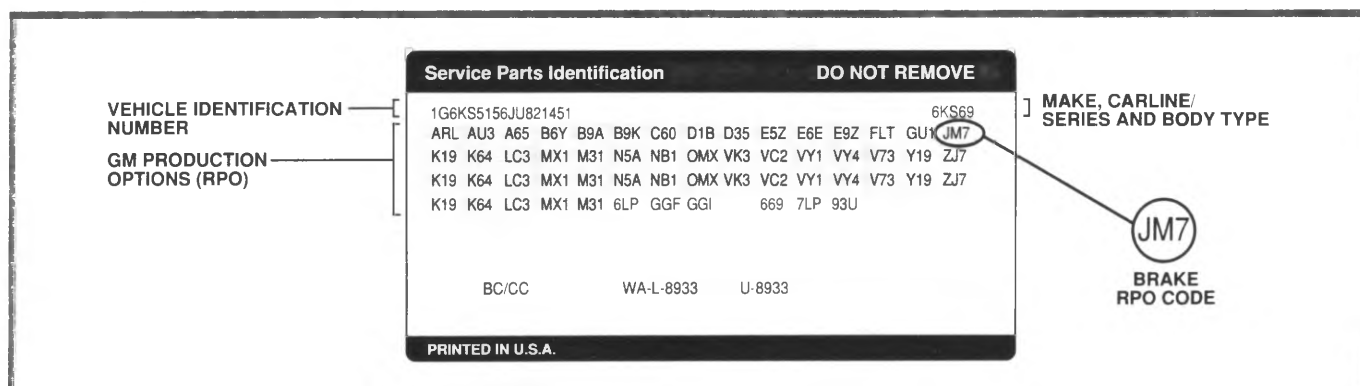 Service Parts Identification DO NOT REMOVE
VEHICLE IDENTIFICATION NUMBER
1G6KS5156JU821451 6KS69
MAKE, CARLINE/
SERIES AND BODY TYPE
GM PRODUCTION
OPTIONS (RPO)
ARL AU3 A65 B6Y B9A B9K C60 D1B D35 E5Z E6E E9Z FLT GU1 JM7
K19 K64 LC3 MX1 M31 N5A NB1 OMX VK3 VC2 VY1 VY4 V73 Y19 ZJ7
K19 K64 LC3 MX1 M31 N5A NB1 OMX VK3 VC2 VY1 VY4 V73 Y19 ZJ7
K19 K64 LC3 MX1 M31 6LP GGF GGI 669 7LP 93U
JM7
BRAKE
RPO CODE
BC/CC WA-L-8933 U-8933
PRINTED IN U.S.A.